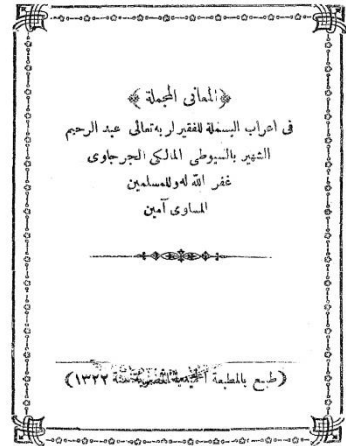 ﴿المعانى المجملة﴾
فى اعراب البسملة للفقير لربه تعالى عبد الرحيم
الشهير بالسيوطى المالكى الجرجاوى
غفر الله له وللمسلمين
المساوى آمين
(طبع بالمطبعة سنة ١٣٢٢)